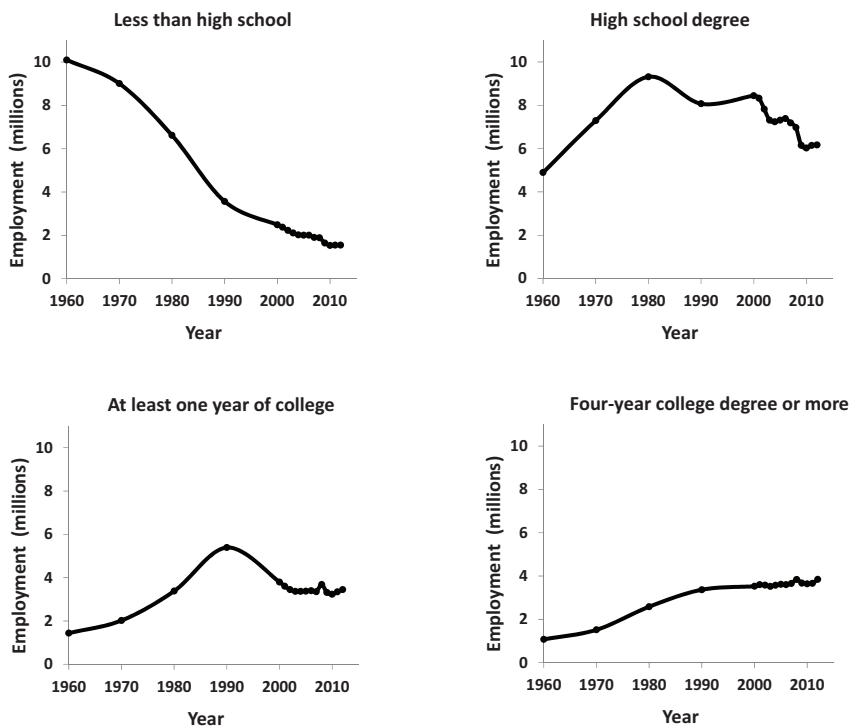 Less than high school
Employment (millions)
10
8
6
4
2
0
1960 1970 1980 1990 2000 2010
Year
High school degree
Employment (millions)
10
8
6
4
2
0
1960 1970 1980 1990 2000 2010
Year
At least one year of college
Employment (millions)
10
8
6
4
2
0
1960 1970 1980 1990 2000 2010
Year
Four-year college degree or more
Employment (millions)
10
8
6
4
2
0
1960 1970 1980 1990 2000 2010
Year